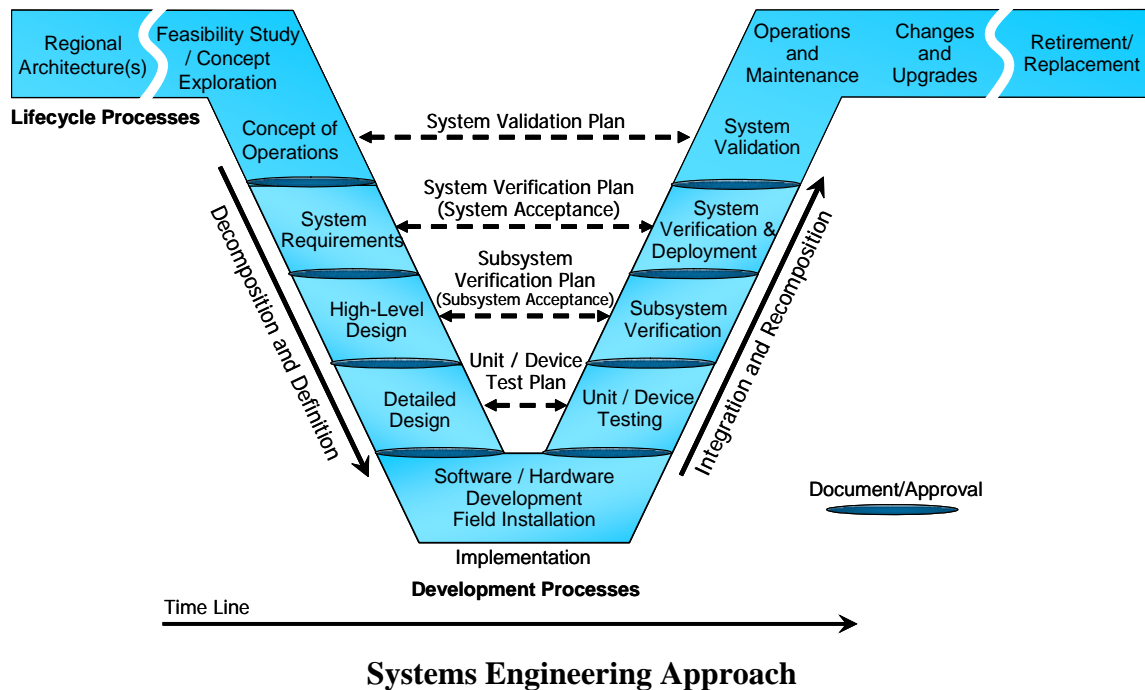 Regional
Architecture(s)
Feasibility Study
/ Concept
Exploration
Operations
and
Maintenance
Changes
and
Upgrades
Retirement/
Replacement
Lifecycle Processes
Concept of
Operations
System Validation Plan
System
Validation
System
Requirements
System Verification Plan
(System Acceptance)
System
Verification &
Deployment
High-Level
Design
Subsystem
Verification Plan
(Subsystem Acceptance)
Subsystem
Verification
Detailed
Design
Unit / Device
Test Plan
Unit / Device
Testing
Decomposition and Definition
Integration and Recomposition
Software / Hardware
Development
Field Installation
Document/Approval
Implementation
Development Processes
Time Line
Systems Engineering Approach